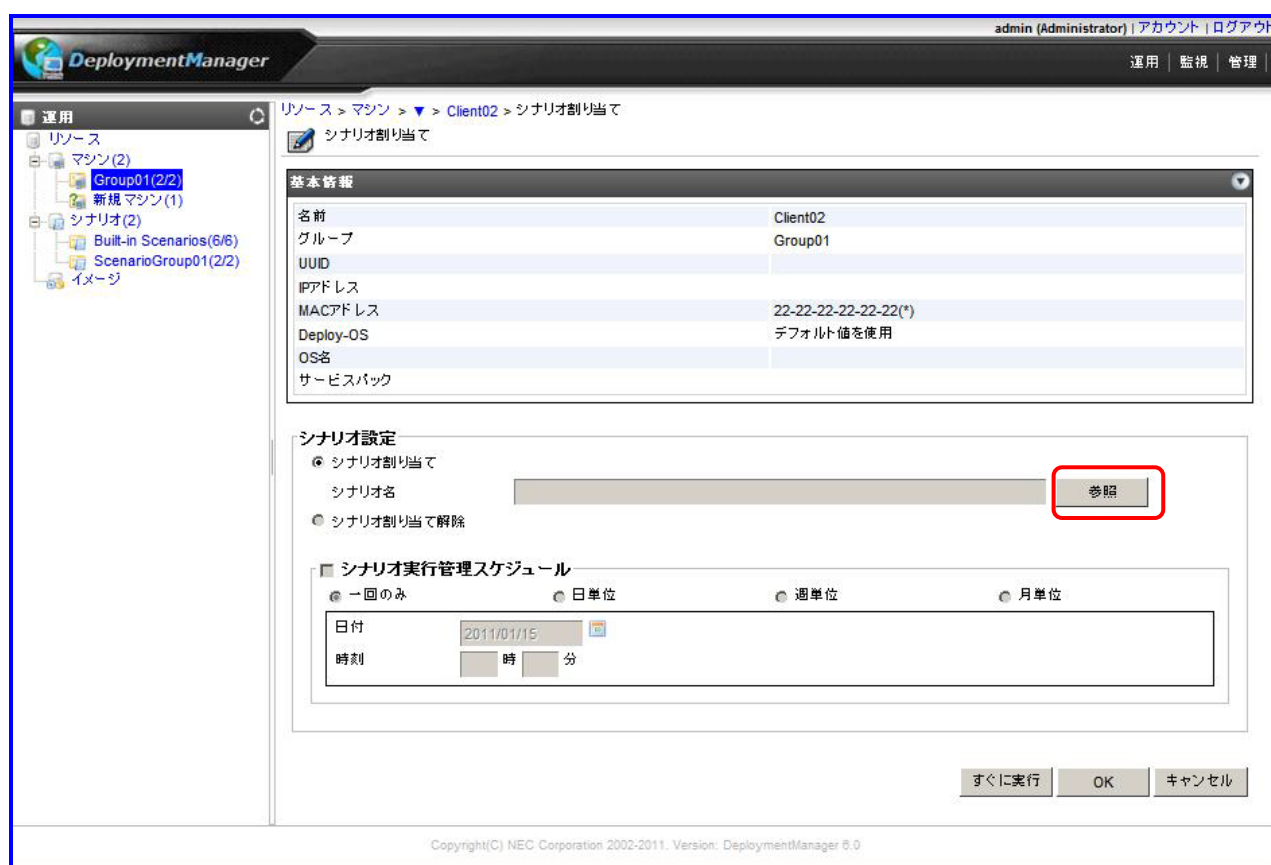 admin (Administrator) | アカウント | ログアウト
DeploymentManager
運用 | 監視 | 管理 |
運用
リソース
マシン(2)
Group01(2/2)
新規マシン(1)
シナリオ(2)
Built-in Scenarios(6/6)
ScenarioGroup01(2/2)
イメージ
リソース > マシン > ▼ > Client02 > シナリオ割り当て
シナリオ割り当て
基本情報
名前 Client02
グループ Group01
UUID
IPアドレス
MACアドレス 22-22-22-22-22-22(*)
Deploy-OS デフォルト値を使用
OS名
サービスパック
シナリオ設定
シナリオ割り当て
シナリオ名 参照
シナリオ割り当て解除
シナリオ実行管理スケジュール
一回のみ 日単位 週単位 月単位
日付 2011/01/15
時刻 時 分
すぐに実行 OK キャンセル
Copyright(C) NEC Corporation 2002-2011. Version: DeploymentManager 6.0